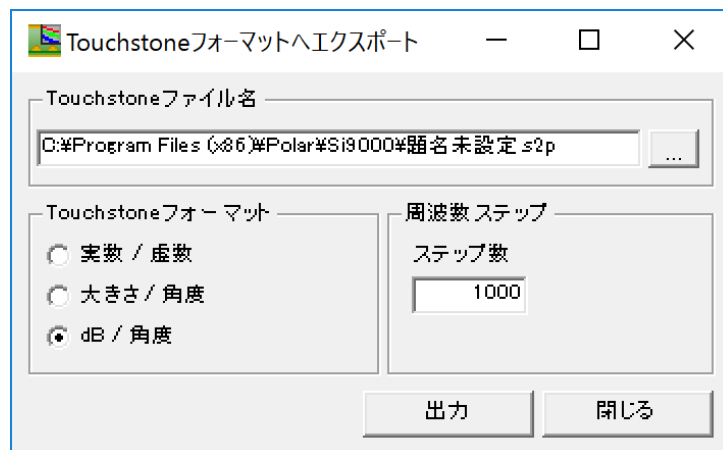 Touchstoneフォーマットへエクスポート
Touchstoneファイル名
C:¥Program Files (x86)¥Polar¥Si9000¥題名未設定.s2p
...
Touchstoneフォーマット
実数 / 虚数
大きさ / 角度
dB / 角度
周波数 ステップ
ステップ数
1000
出力
閉じる